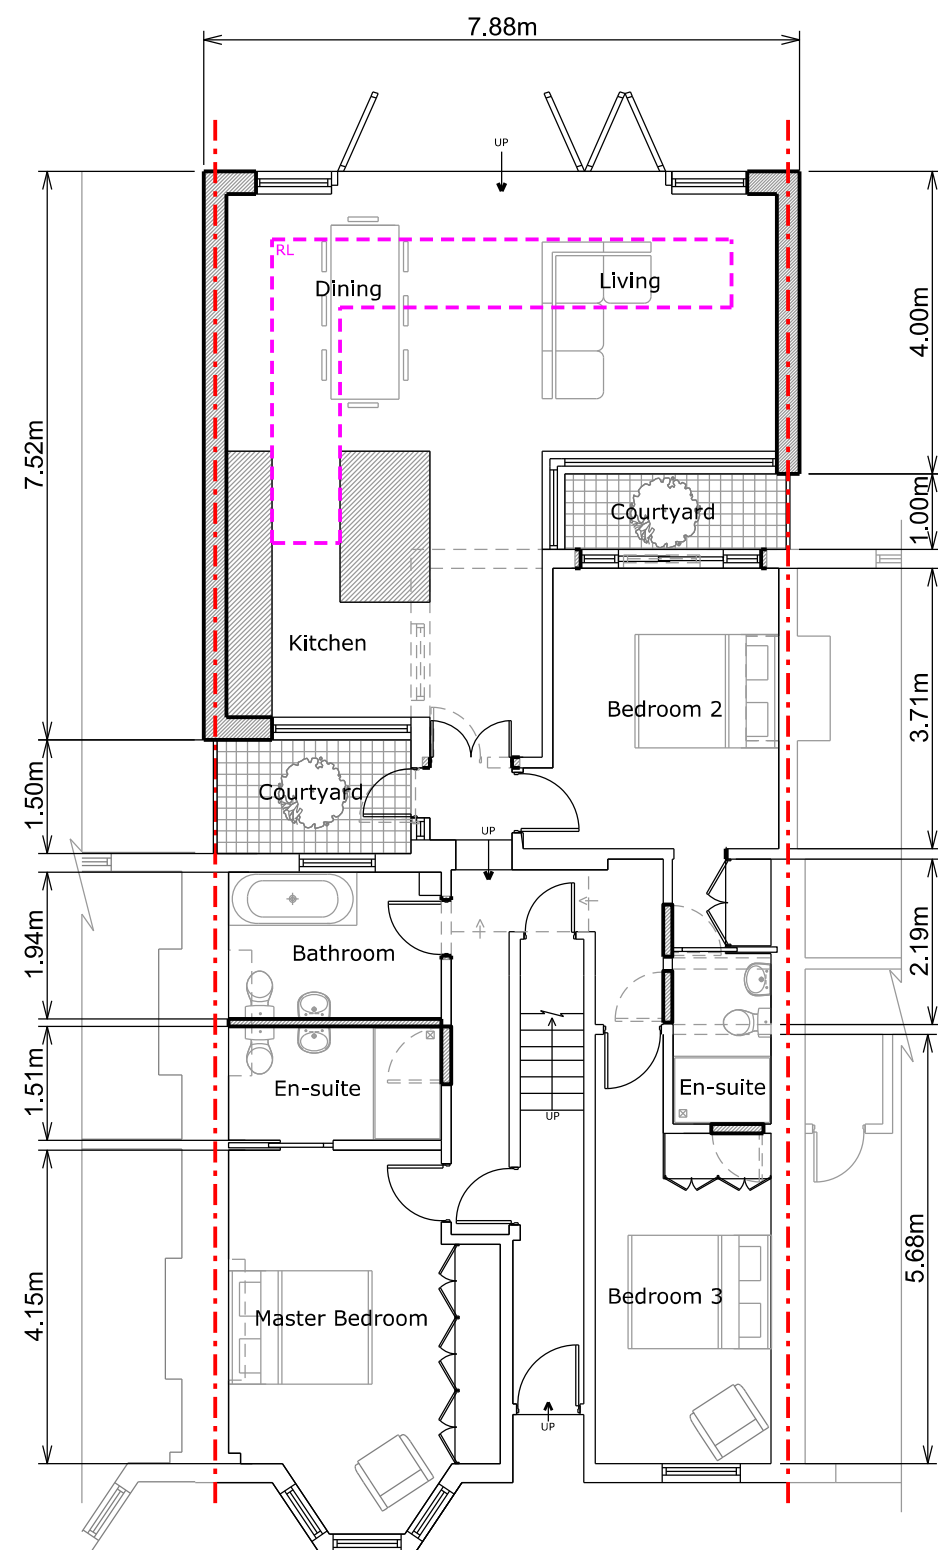 7.88m
UP
RL
Dining
Living
4.00m
7.52m
Courtyard
1.00m
Kitchen
Bedroom 2
3.71m
Courtyard
1.50m
UP
Bathroom
1.94m
2.19m
En-suite
En-suite
1.51m
UP
Bedroom 3
5.68m
Master Bedroom
4.15m
UP